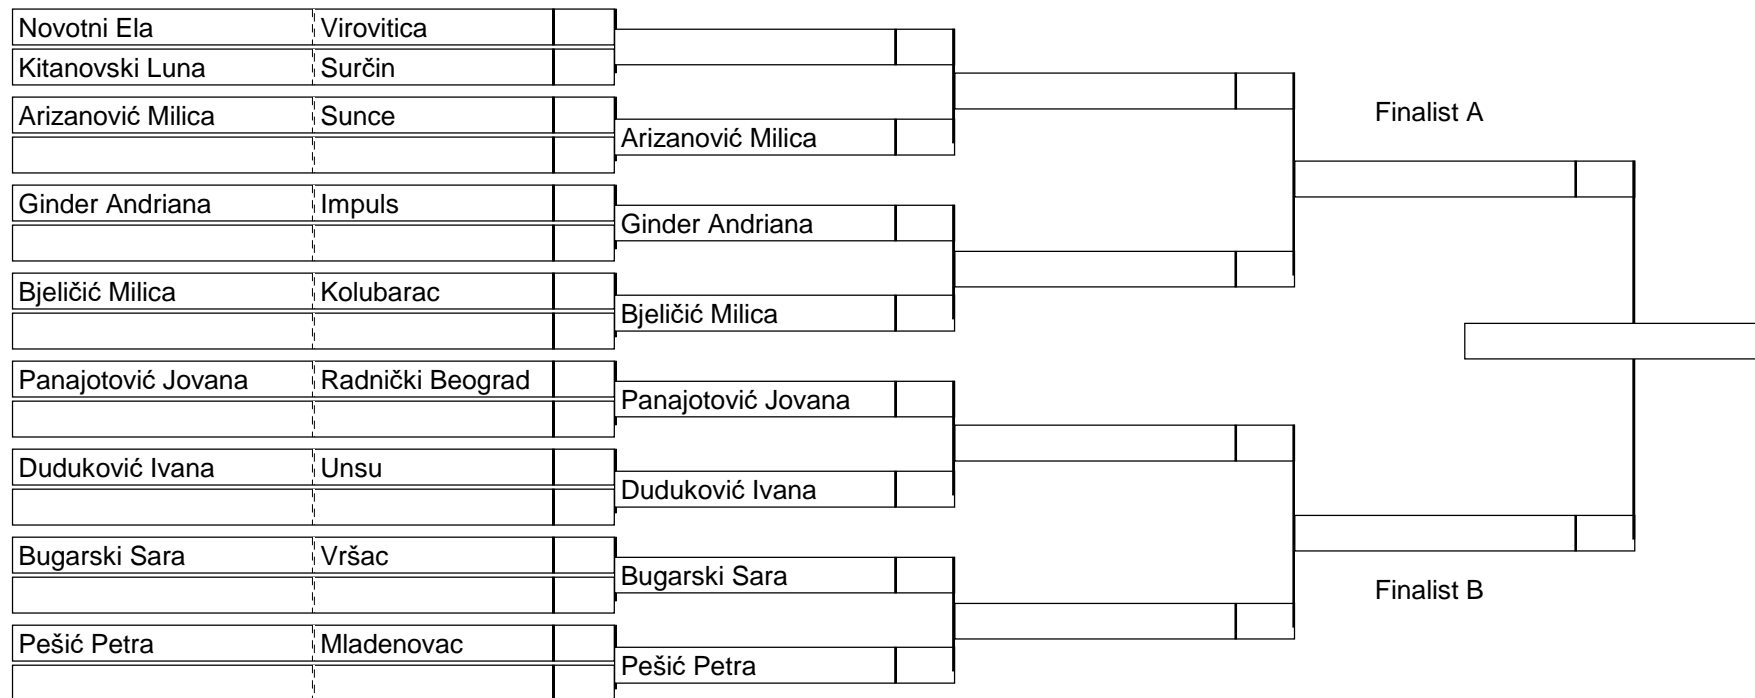 Novotni Ela Virovitica
Kitanovski Luna Surčin
Arizanović Milica Sunce
Arizanović Milica
Ginder Andriana Impuls
Ginder Andriana
Bjeličić Milica Kolubarac
Bjeličić Milica
Panajotović Jovana Radnički Beograd
Panajotović Jovana
Duduković Ivana Unsu
Duduković Ivana
Bugarski Sara Vršac
Bugarski Sara
Pešić Petra Mladenovac
Pešić Petra
Finalist A
Finalist B